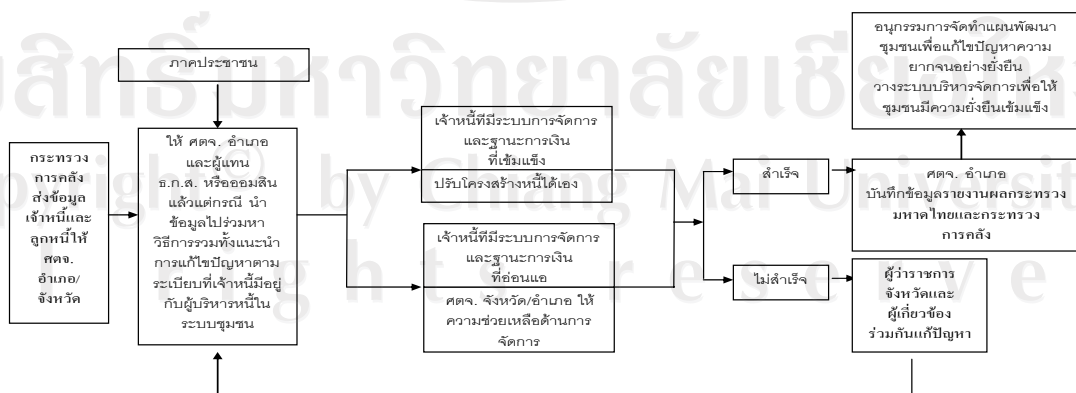 ภาคประชาชน
กระทรวง
การคลัง
ส่งข้อมูล
เจ้าหนี้และ
ลูกหนี้ให้
ศตจ.
อำเภอ/
จังหวัด
ให้ ศตจ. อำเภอ
และผู้แทน
ธ.ก.ส. หรือออมสิน
แล้วแต่กรณี นำ
ข้อมูลไปร่วมหา
วิธีการรวมทั้งแนะนำ
การแก้ไขปัญหาตาม
ระเบียบที่เจ้าหนี้มีอยู่
กับผู้บริหารหนี้ใน
ระบบชุมชน
เจ้าหนี้ที่มีระบบการจัดการ
และฐานะการเงิน
ที่เข้มแข็ง
ปรับโครงสร้างหนี้ได้เอง
เจ้าหนี้ที่มีระบบการจัดการ
และฐานะการเงิน
ที่อ่อนแอ
ศตจ. จังหวัด/อำเภอ ให้
ความช่วยเหลือด้านการ
จัดการ
สำเร็จ
ไม่สำเร็จ
อนุกรรมการจัดทำแผนพัฒนา
ชุมชนเพื่อแก้ไขปัญหาความ
ยากจนอย่างยั่งยืน
วางระบบบริหารจัดการเพื่อให้
ชุมชนมีความยั่งยืนเข้มแข็ง
ศตจ. อำเภอ
บันทึกข้อมูลรายงานผลกระทรวง
มหาดไทยและกระทรวง
การคลัง
ผู้ว่าราชการ
จังหวัดและ
ผู้เกี่ยวข้อง
ร่วมกันแก้ปัญหา